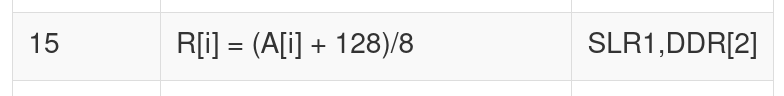 15 R[i] = (A[i] + 128)/8 SLR1,DDR[2]